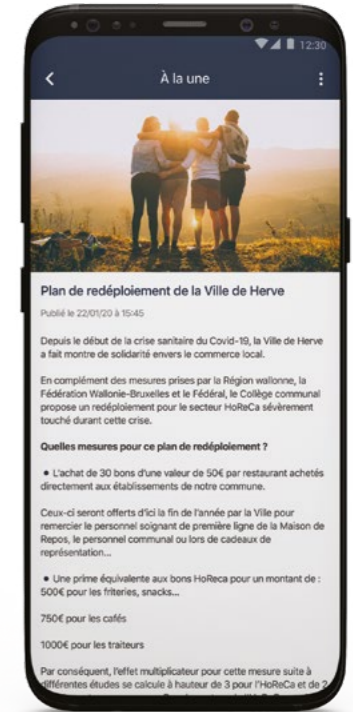 12:30
À la une
Plan de redéploiement de la Ville de Herve
Publié le 22/01/20 à 15:45
Depuis le début de la crise sanitaire du Covid-19, la Ville de Herve
a fait montre de solidarité envers le commerce local.
En complément des mesures prises par la Région wallonne, la
Fédération Wallonie-Bruxelles et le Fédéral, le Collège communal
propose un redéploiement pour le secteur HoReCa sévèrement
touché durant cette crise.
Quelles mesures pour ce plan de redéploiement ?
● L'achat de 30 bons d'une valeur de 50€ par restaurant achetés
directement aux établissements de notre commune.
Ceux-ci seront offerts d'ici la fin de l'année par la Ville pour
remercier le personnel soignant de première ligne de la Maison de
Repos, le personnel communal ou lors de cadeaux de
représentation...
● Une prime équivalente aux bons HoReca pour un montant de :
500€ pour les friteries, snacks...
750€ pour les cafés
1000€ pour les traiteurs
Par conséquent, l'effet multiplicateur pour cette mesure suite à
différentes études se calcule à hauteur de 3 pour l'HoReCa et de 2